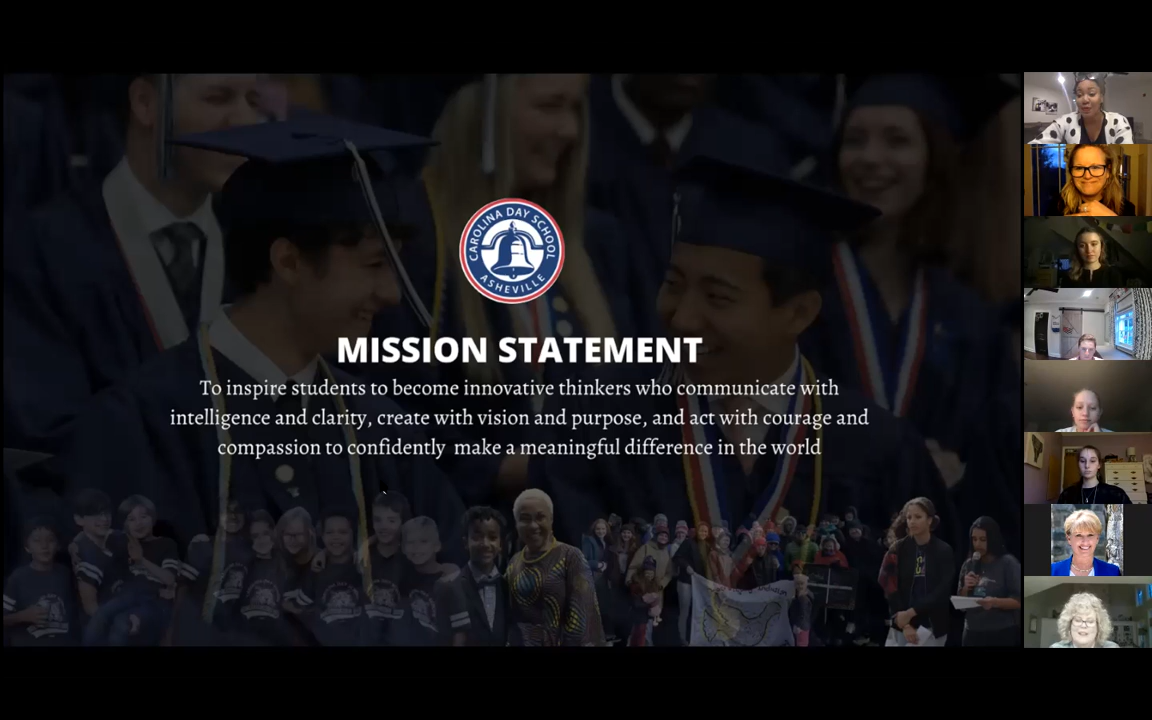 CAROLINA DAY SCHOOL
ASHEVILLE
MISSION STATEMENT
To inspire students to become innovative thinkers who communicate with
intelligence and clarity, create with vision and purpose, and act with courage and
compassion to confidently make a meaningful difference in the world